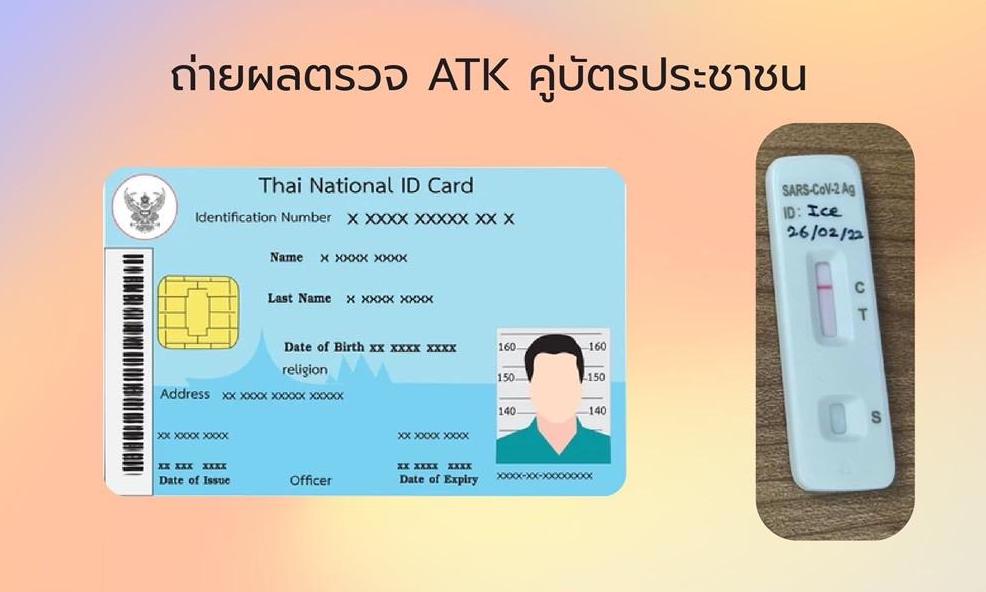 ถ่ายผลตรวจ ATK คู่บัตรประชาชน
Thai National ID Card
Identification Number X XXXX XXXXX XX X
Name X XXXX XXXX
Last Name X XXXX XXXX
Date of Birth XX XXXX XXXX
religion
Address XX XXXX XXXXX XXXXX
XX XXXX XXXX
XX XXX XXXX
Date of Issue
Officer
XX XXXX XXXX
XX XXXX XXXX
Date of Expiry
160 160
150 150
140 140
XXXX-XX-XXXXXXXX
SARS-CoV-2 Ag
ID: Ice
26/02/22
C
T
S